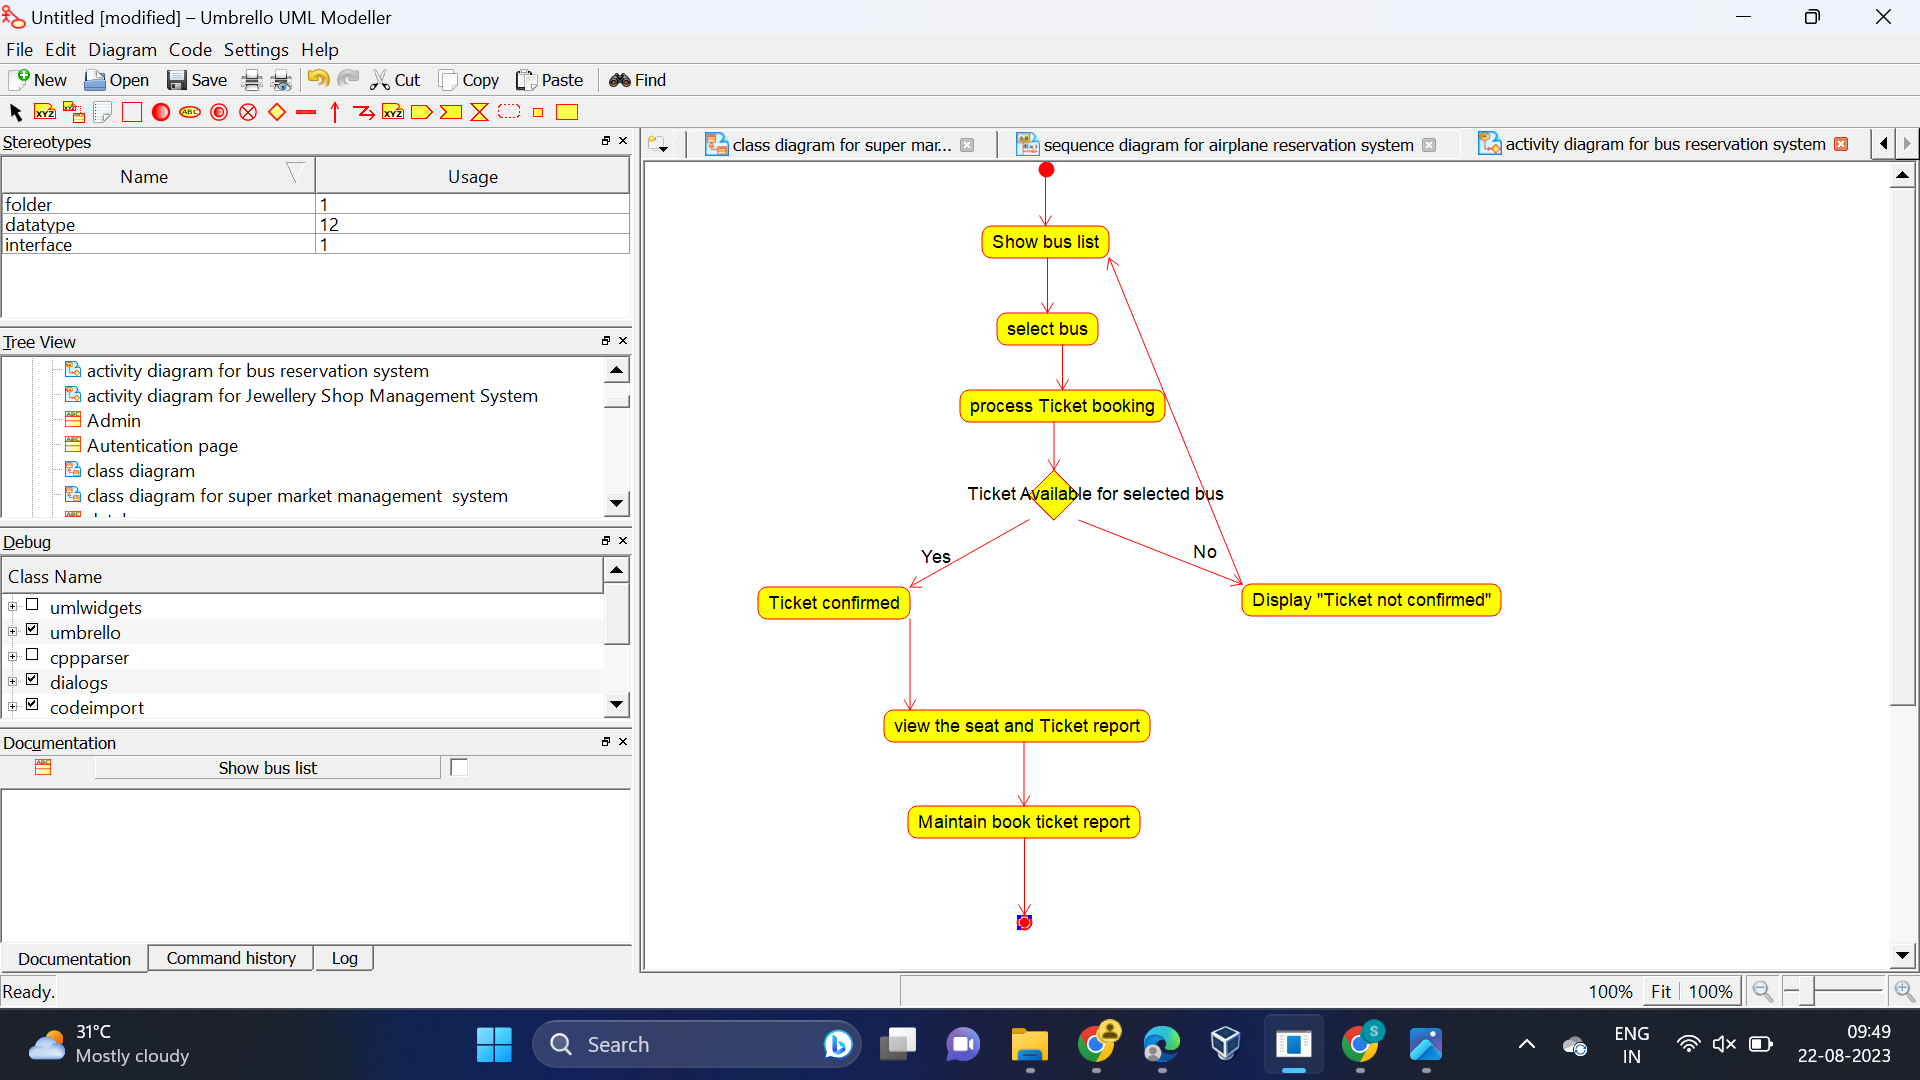 Untitled [modified] – Umbrello UML Modeller
File Edit Diagram Code Settings Help
New Open Save Cut Copy Paste Find
Stereotypes
Name Usage
folder 1
datatype 12
interface 1
Tree View
activity diagram for bus reservation system
activity diagram for Jewellery Shop Management System
Admin
Autentication page
class diagram
class diagram for super market management system
Debug
Class Name
umlwidgets
umbrello
cppparser
dialogs
codeimport
Documentation
Show bus list
Documentation Command history Log
Ready.
class diagram for super mar... sequence diagram for airplane reservation system activity diagram for bus reservation system
Show bus list
select bus
process Ticket booking
Ticket Available for selected bus
Yes
No
Ticket confirmed
Display "Ticket not confirmed"
view the seat and Ticket report
Maintain book ticket report
100% Fit 100%
31°C
Mostly cloudy
Search
ENG
IN
09:49
22-08-2023